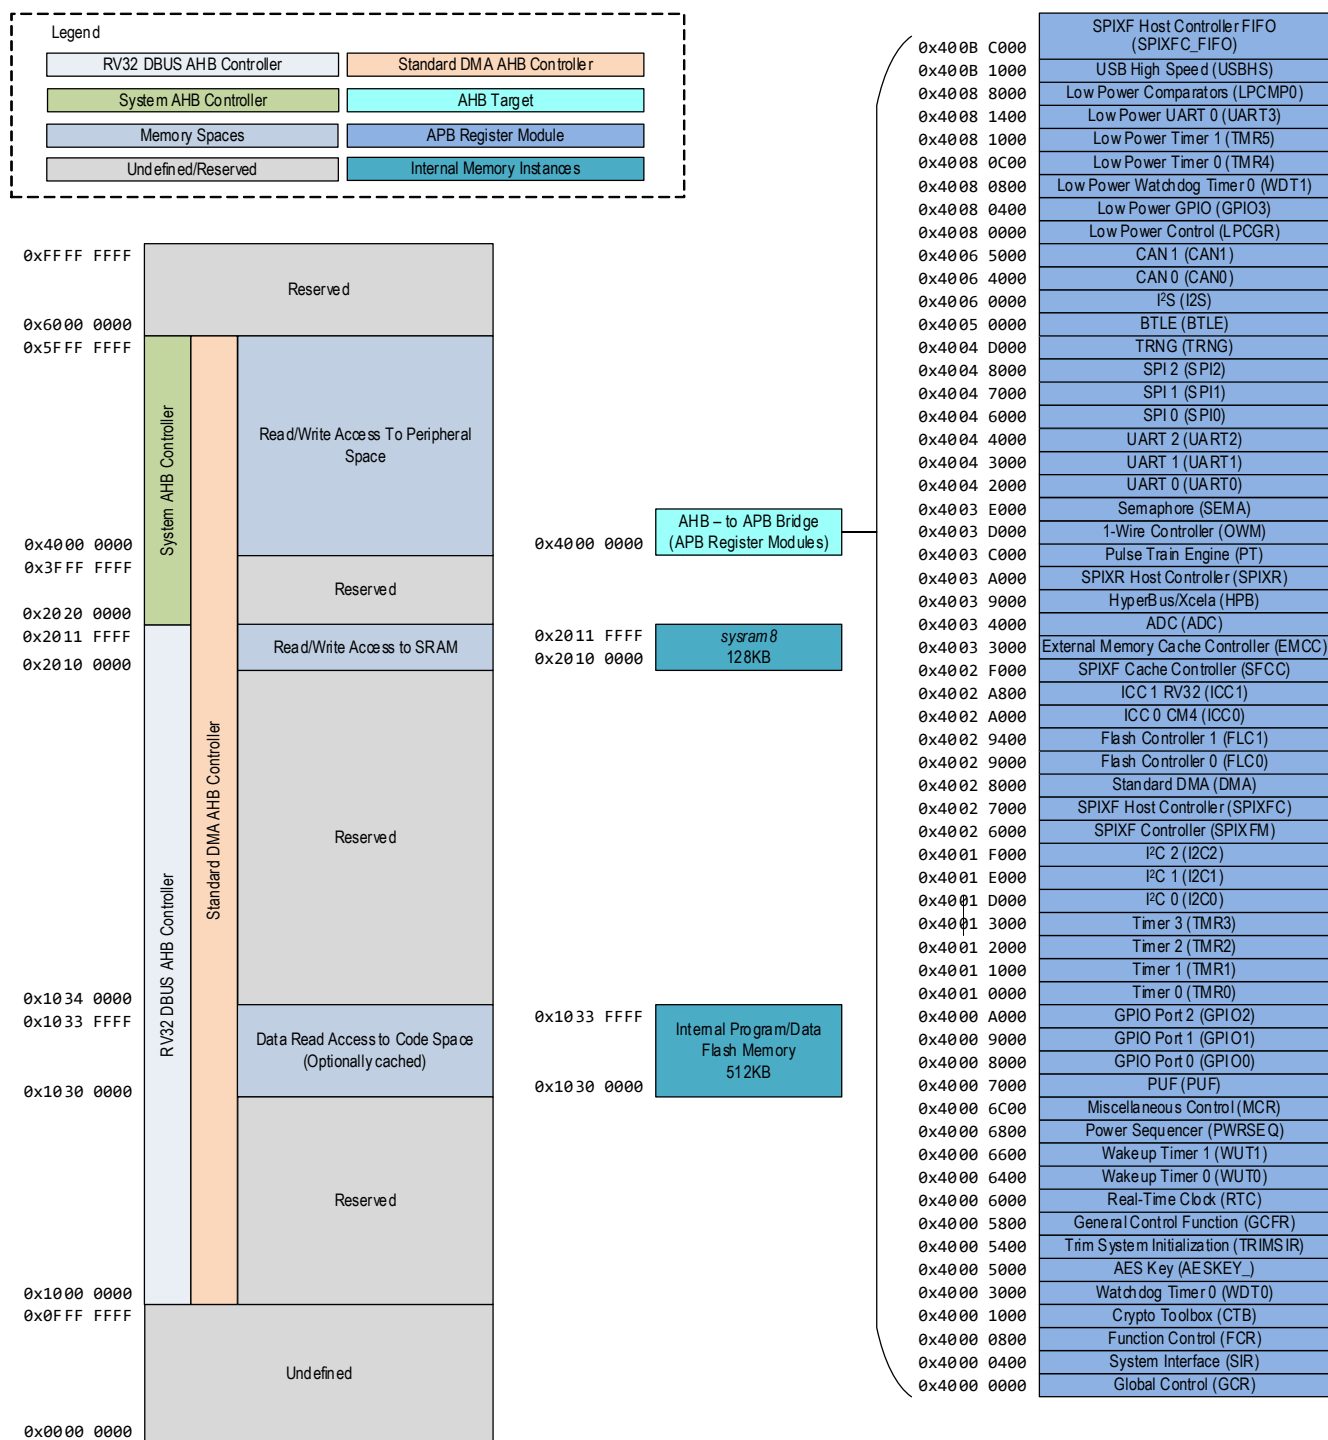 Legend
RV32 DBUS AHB Controller
Standard DMA AHB Controller
System AHB Controller
AHB Target
Memory Spaces
APB Register Module
Undefined/Reserved
Internal Memory Instances
0xFFFF FFFF
Reserved
0x6000 0000
0x5FFF FFFF
System AHB Controller
Standard DMA AHB Controller
Read/Write Access To Peripheral
Space
0x4000 0000
0x3FFF FFFF
Reserved
0x2020 0000
0x2011 FFFF
Read/Write Access to SRAM
0x2010 0000
RV32 DBUS AHB Controller
Reserved
0x1034 0000
0x1033 FFFF
Data Read Access to Code Space
(Optionally cached)
0x1030 0000
Reserved
0x1000 0000
0x0FFF FFFF
Undefined
0x0000 0000
0x4000 0000
AHB – to APB Bridge
(APB Register Modules)
0x2011 FFFF
0x2010 0000
sysram8
128KB
0x1033 FFFF
0x1030 0000
Internal Program/Data
Flash Memory
512KB
SPIXF Host Controller FIFO
0x400B C000 (SPIXFC_FIFO)
0x400B 1000 USB High Speed (USBHS)
0x4008 8000 Low Power Comparators (LPCMP0)
0x4008 1400 Low Power UART 0 (UART3)
0x4008 1000 Low Power Timer 1 (TMR5)
0x4008 0C00 Low Power Timer 0 (TMR4)
0x4008 0800 Low Power Watchdog Timer 0 (WDT1)
0x4008 0400 Low Power GPIO (GPIO3)
0x4008 0000 Low Power Control (LPCGR)
0x4006 5000 CAN 1 (CAN1)
0x4006 4000 CAN 0 (CAN0)
0x4006 0000 I²S (I2S)
0x4005 0000 BTLE (BTLE)
0x4004 D000 TRNG (TRNG)
0x4004 8000 SPI 2 (SPI2)
0x4004 7000 SPI 1 (SPI1)
0x4004 6000 SPI 0 (SPI0)
0x4004 4000 UART 2 (UART2)
0x4004 3000 UART 1 (UART1)
0x4004 2000 UART 0 (UART0)
0x4003 E000 Semaphore (SEMA)
0x4003 D000 1-Wire Controller (OWM)
0x4003 C000 Pulse Train Engine (PT)
0x4003 A000 SPIXR Host Controller (SPIXR)
0x4003 9000 HyperBus/Xcela (HPB)
0x4003 4000 ADC (ADC)
0x4003 3000 External Memory Cache Controller (EMCC)
0x4002 F000 SPIXF Cache Controller (SFCC)
0x4002 A800 ICC 1 RV32 (ICC1)
0x4002 A000 ICC 0 CM4 (ICC0)
0x4002 9400 Flash Controller 1 (FLC1)
0x4002 9000 Flash Controller 0 (FLC0)
0x4002 8000 Standard DMA (DMA)
0x4002 7000 SPIXF Host Controller (SPIXFC)
0x4002 6000 SPIXF Controller (SPIXFM)
0x4001 F000 I²C 2 (I2C2)
0x4001 E000 I²C 1 (I2C1)
0x4001 D000 I²C 0 (I2C0)
0x4001 3000 Timer 3 (TMR3)
0x4001 2000 Timer 2 (TMR2)
0x4001 1000 Timer 1 (TMR1)
0x4001 0000 Timer 0 (TMR0)
0x4000 A000 GPIO Port 2 (GPIO2)
0x4000 9000 GPIO Port 1 (GPIO1)
0x4000 8000 GPIO Port 0 (GPIO0)
0x4000 7000 PUF (PUF)
0x4000 6C00 Miscellaneous Control (MCR)
0x4000 6800 Power Sequencer (PWRSEQ)
0x4000 6600 Wakeup Timer 1 (WUT1)
0x4000 6400 Wakeup Timer 0 (WUT0)
0x4000 6000 Real-Time Clock (RTC)
0x4000 5800 General Control Function (GCFR)
0x4000 5400 Trim System Initialization (TRIMSIR)
0x4000 5000 AES Key (AESKEY_)
0x4000 3000 Watchdog Timer 0 (WDT0)
0x4000 1000 Crypto Toolbox (CTB)
0x4000 0800 Function Control (FCR)
0x4000 0400 System Interface (SIR)
0x4000 0000 Global Control (GCR)